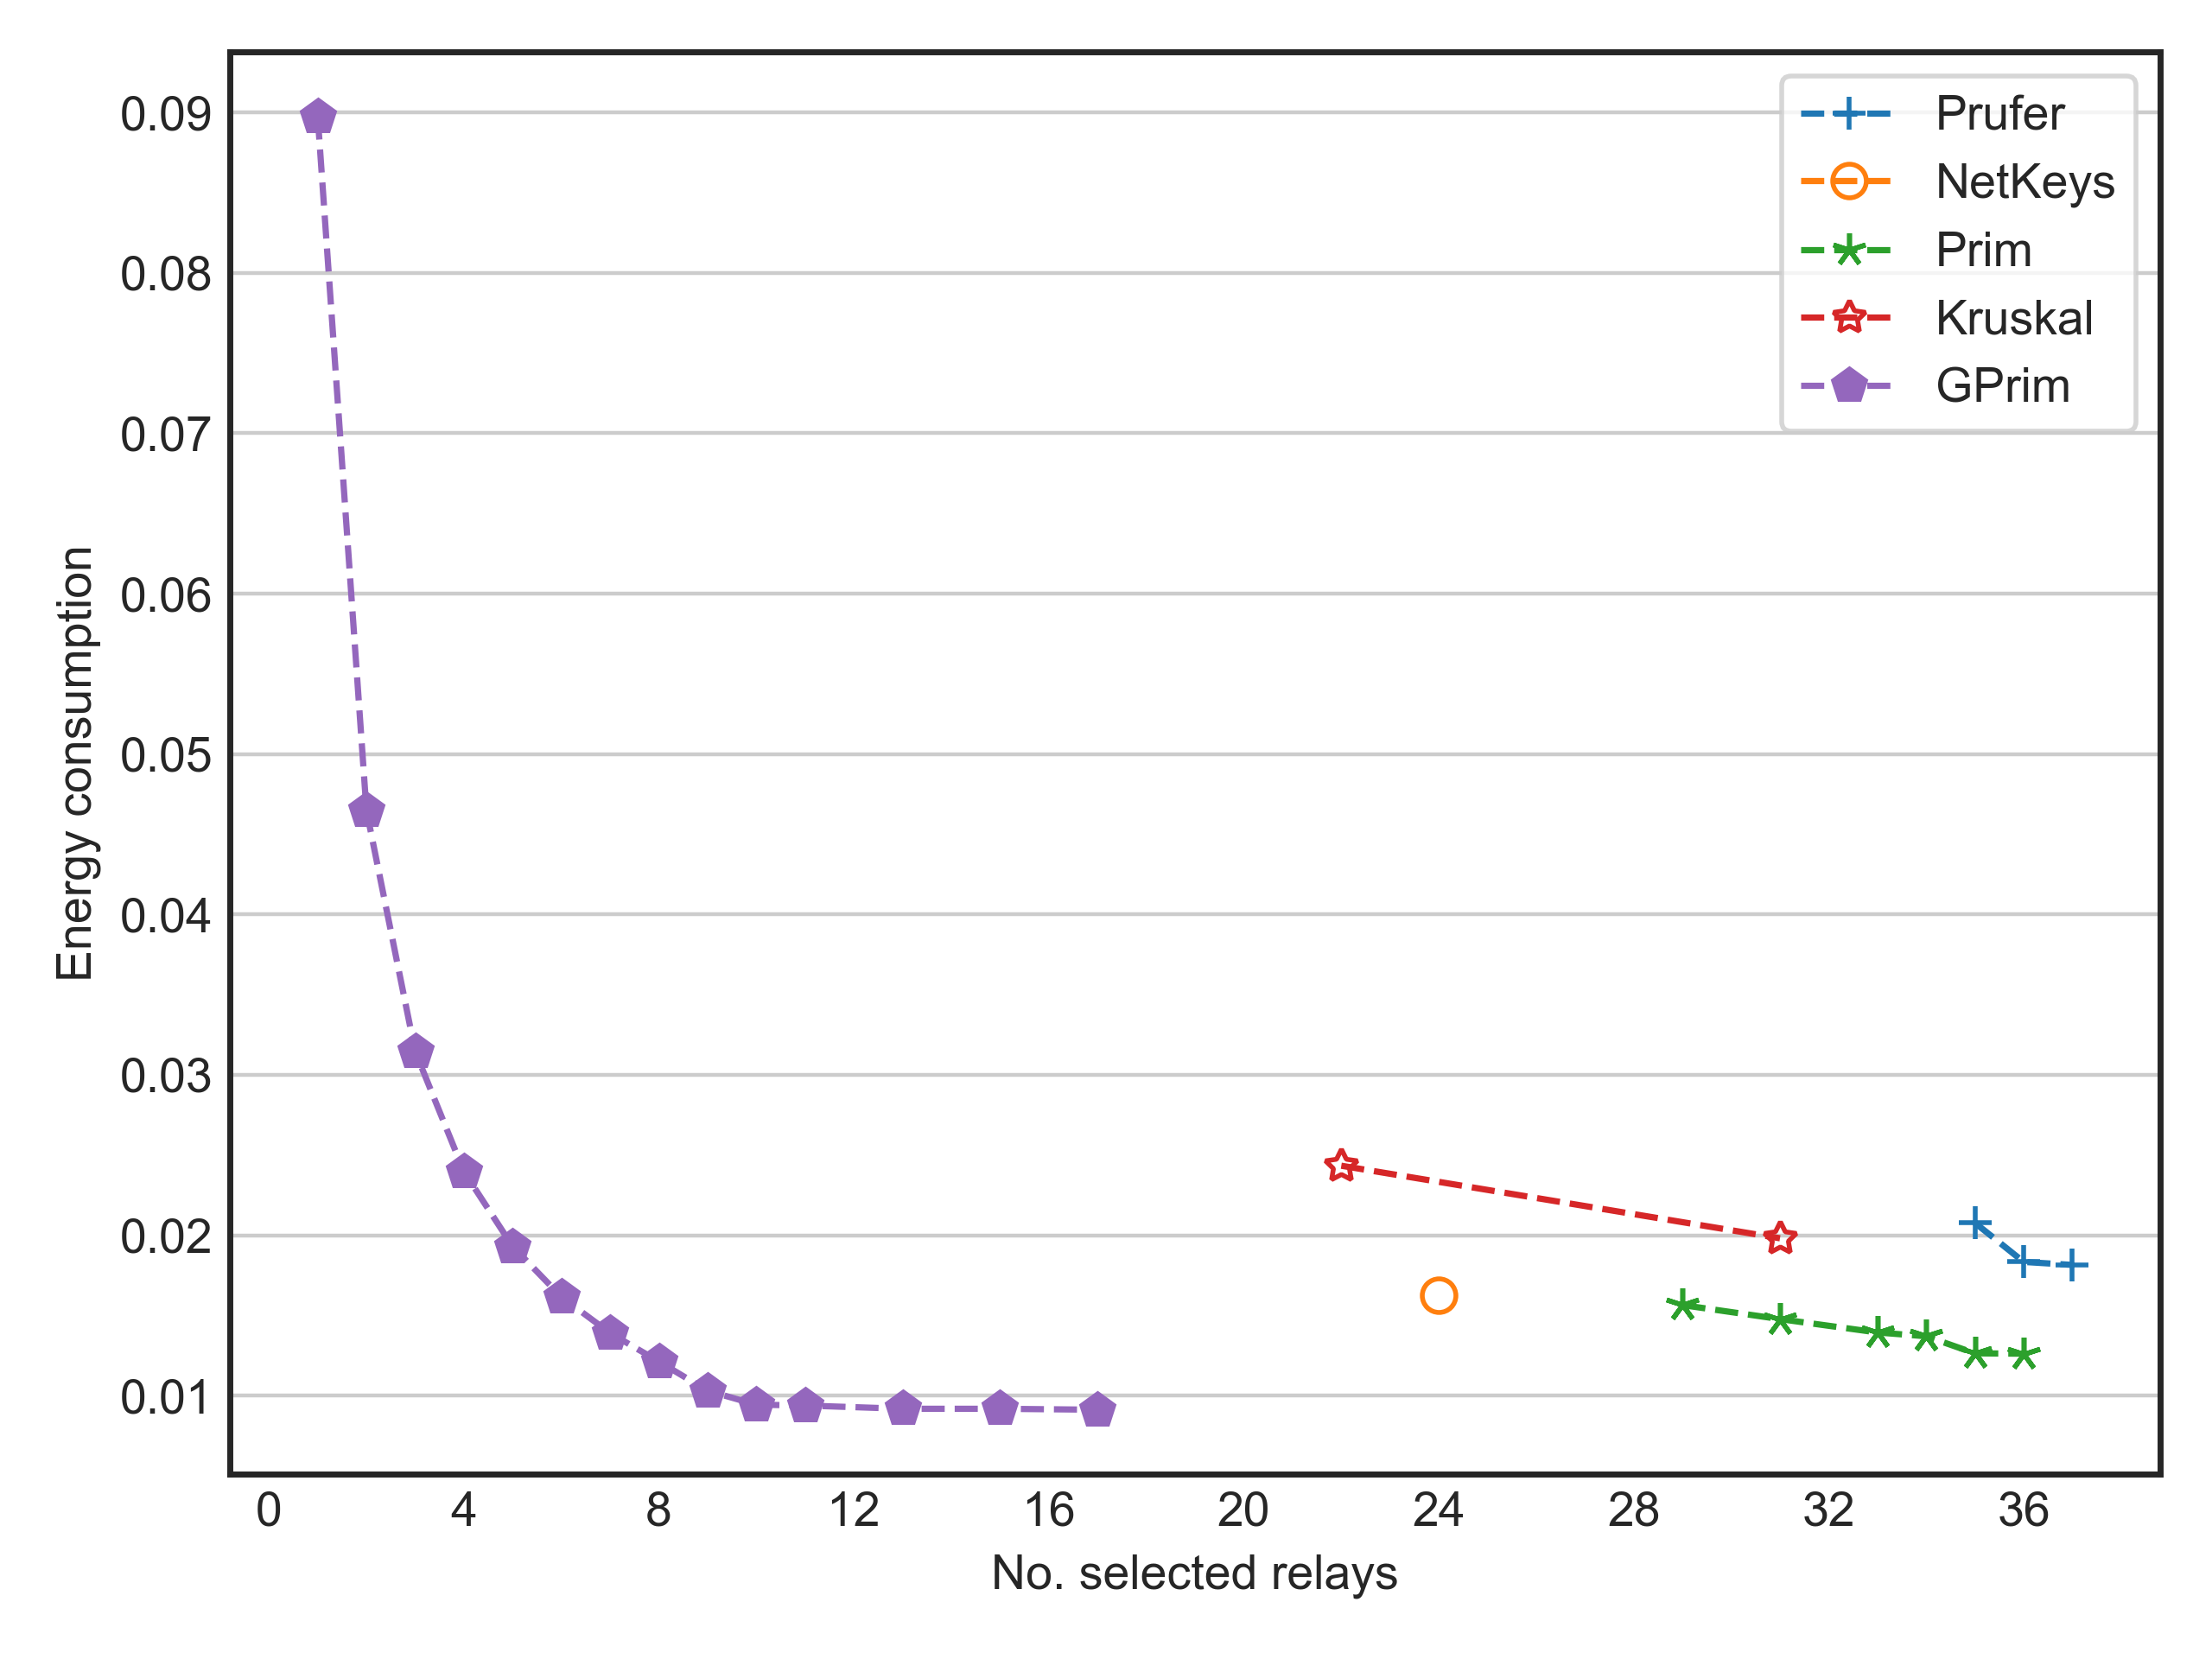 0.09
0.08
0.07
0.06
0.05
0.04
0.03
0.02
0.01
Energy consumption
Prufer
NetKeys
Prim
Kruskal
GPrim
0 4 8 12 16 20 24 28 32 36
No. selected relays